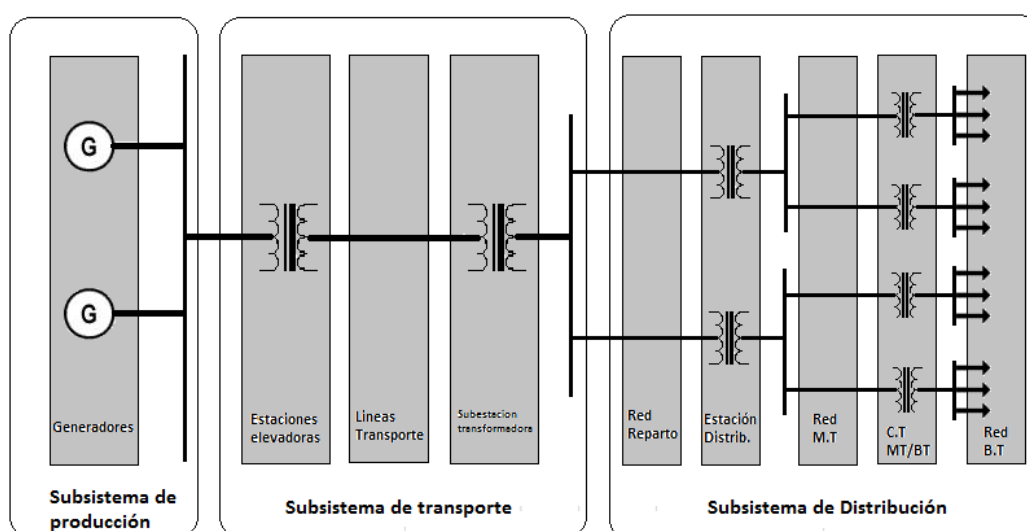 G
G
Generadores
Estaciones
elevadoras
Lineas
Transporte
Subestacion
transformadora
Red
Reparto
Estación
Distrib.
Red
M.T
C.T
MT/BT
Red
B.T
Subsistema de
producción
Subsistema de transporte
Subsistema de Distribución